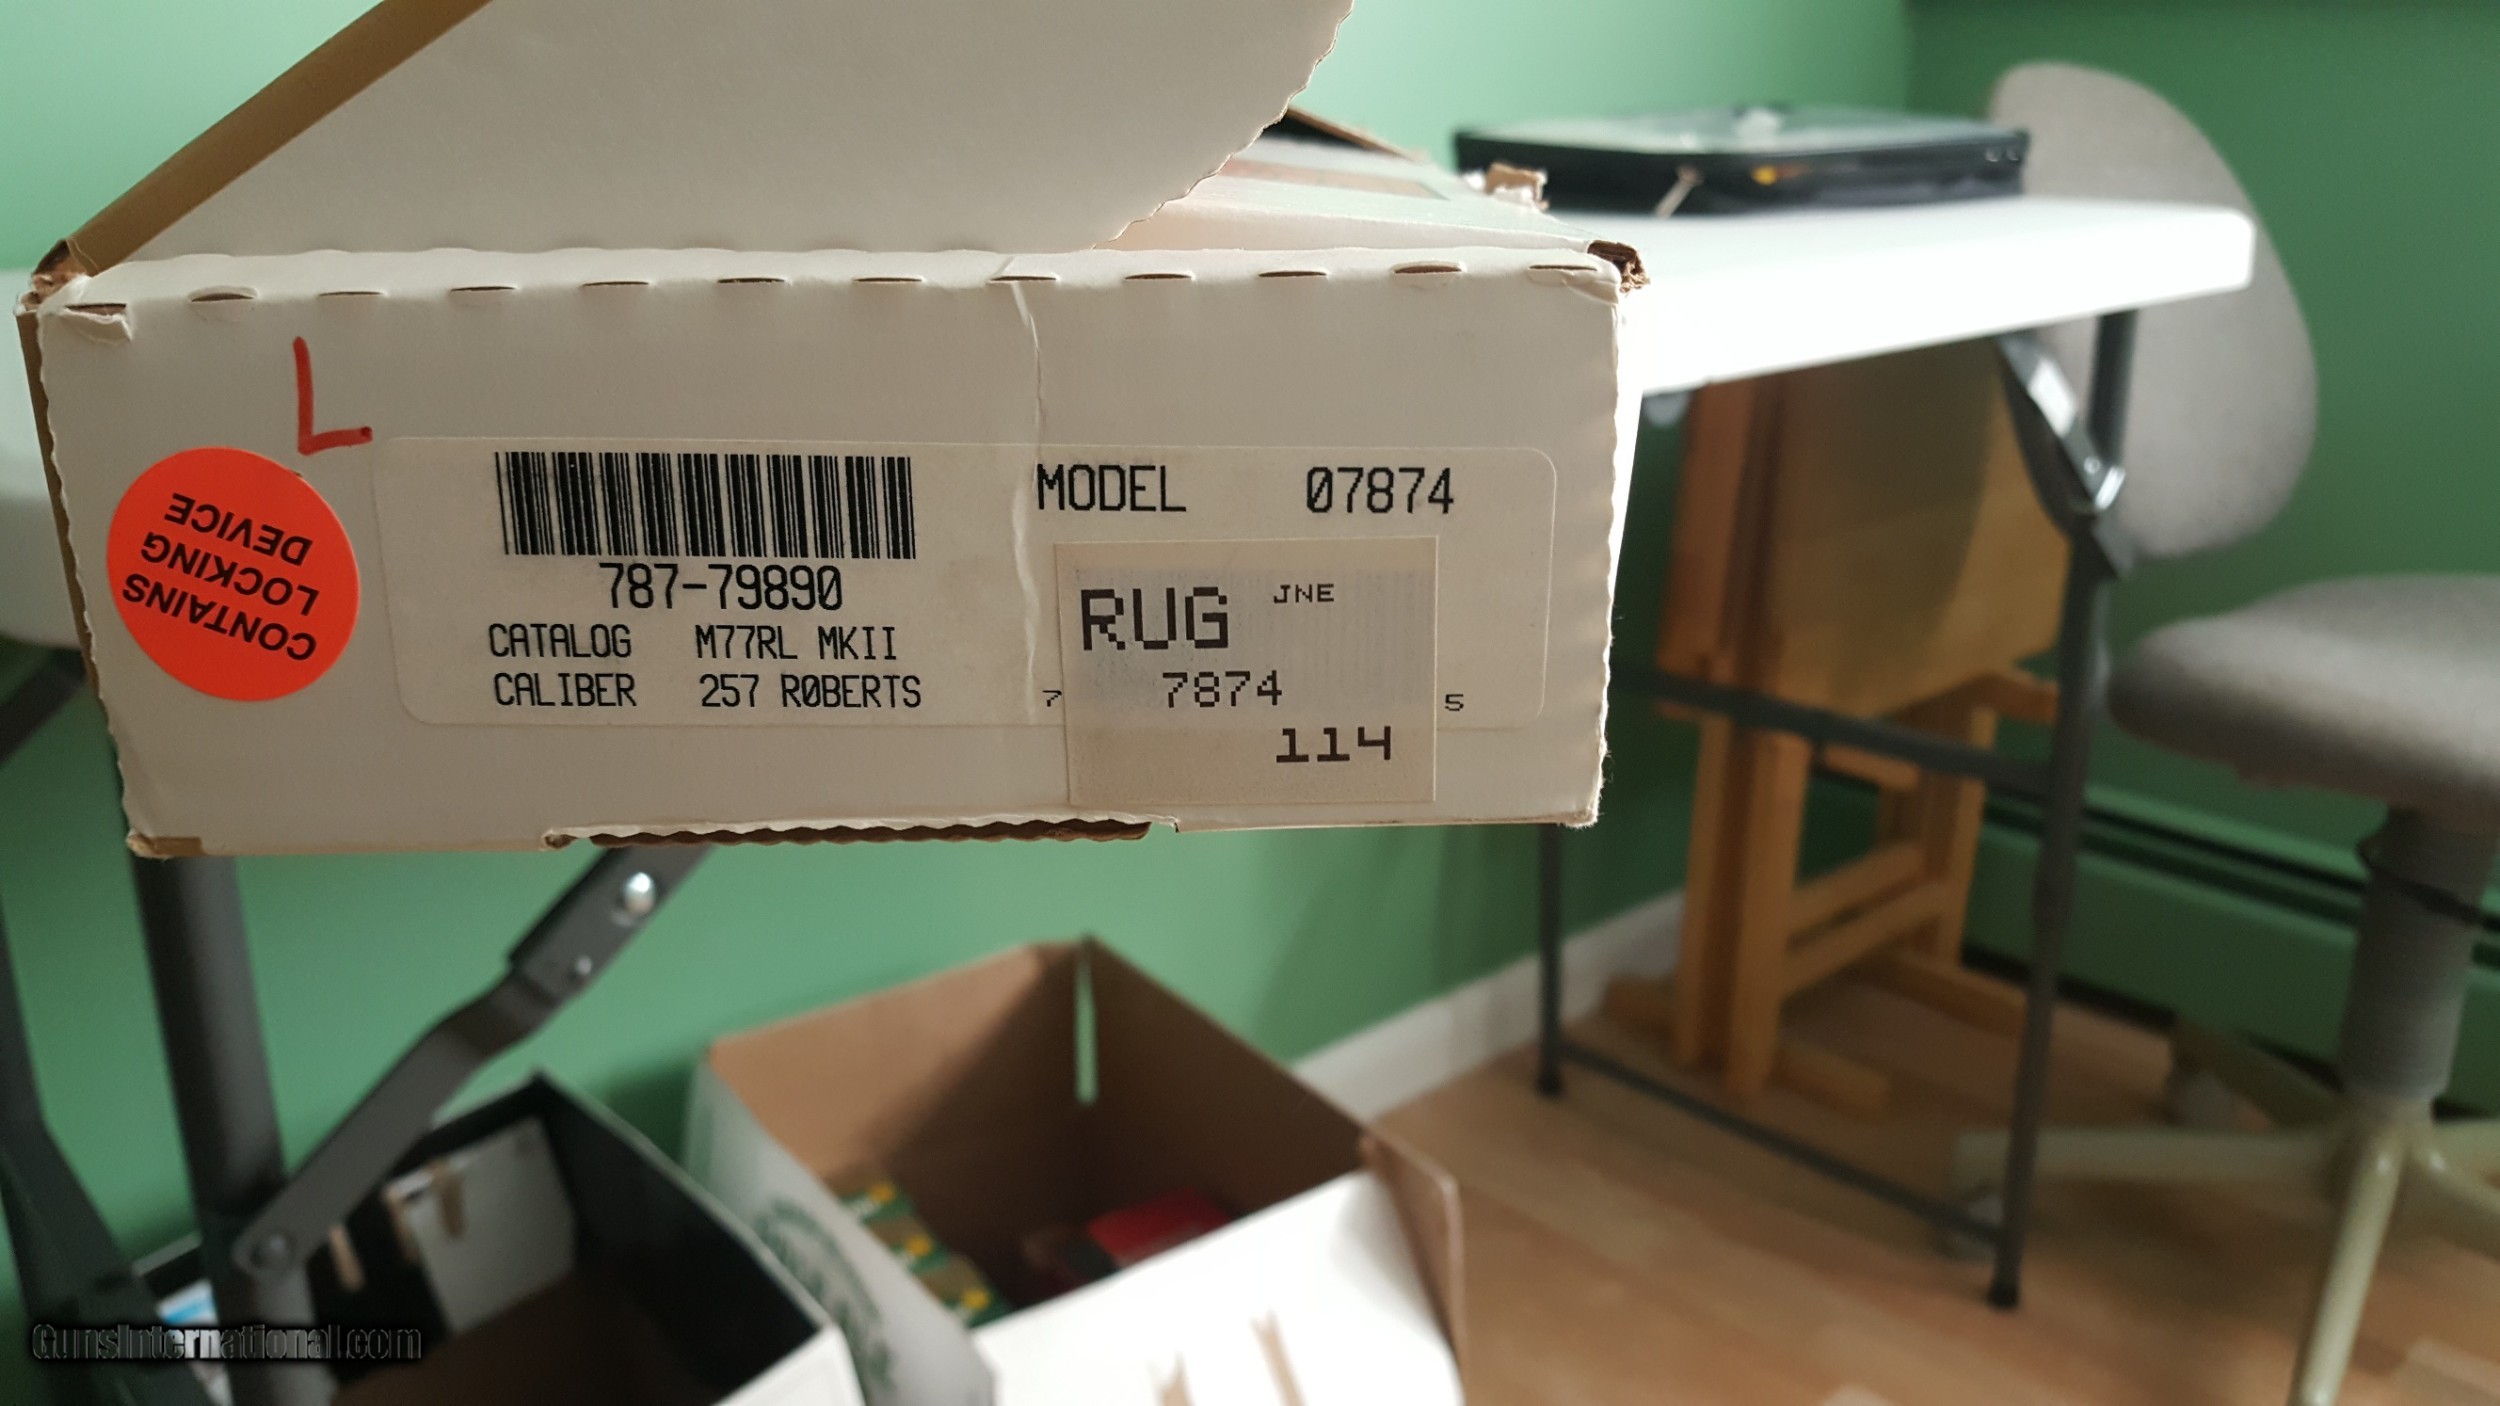 L
CONTAINS
LOCKING
DEVICE
787-79890
CATALOG M77RL MKII
CALIBER 257 ROBERTS
MODEL 07874
RUG JNE
7874
114
7 5
GunsInternational.com